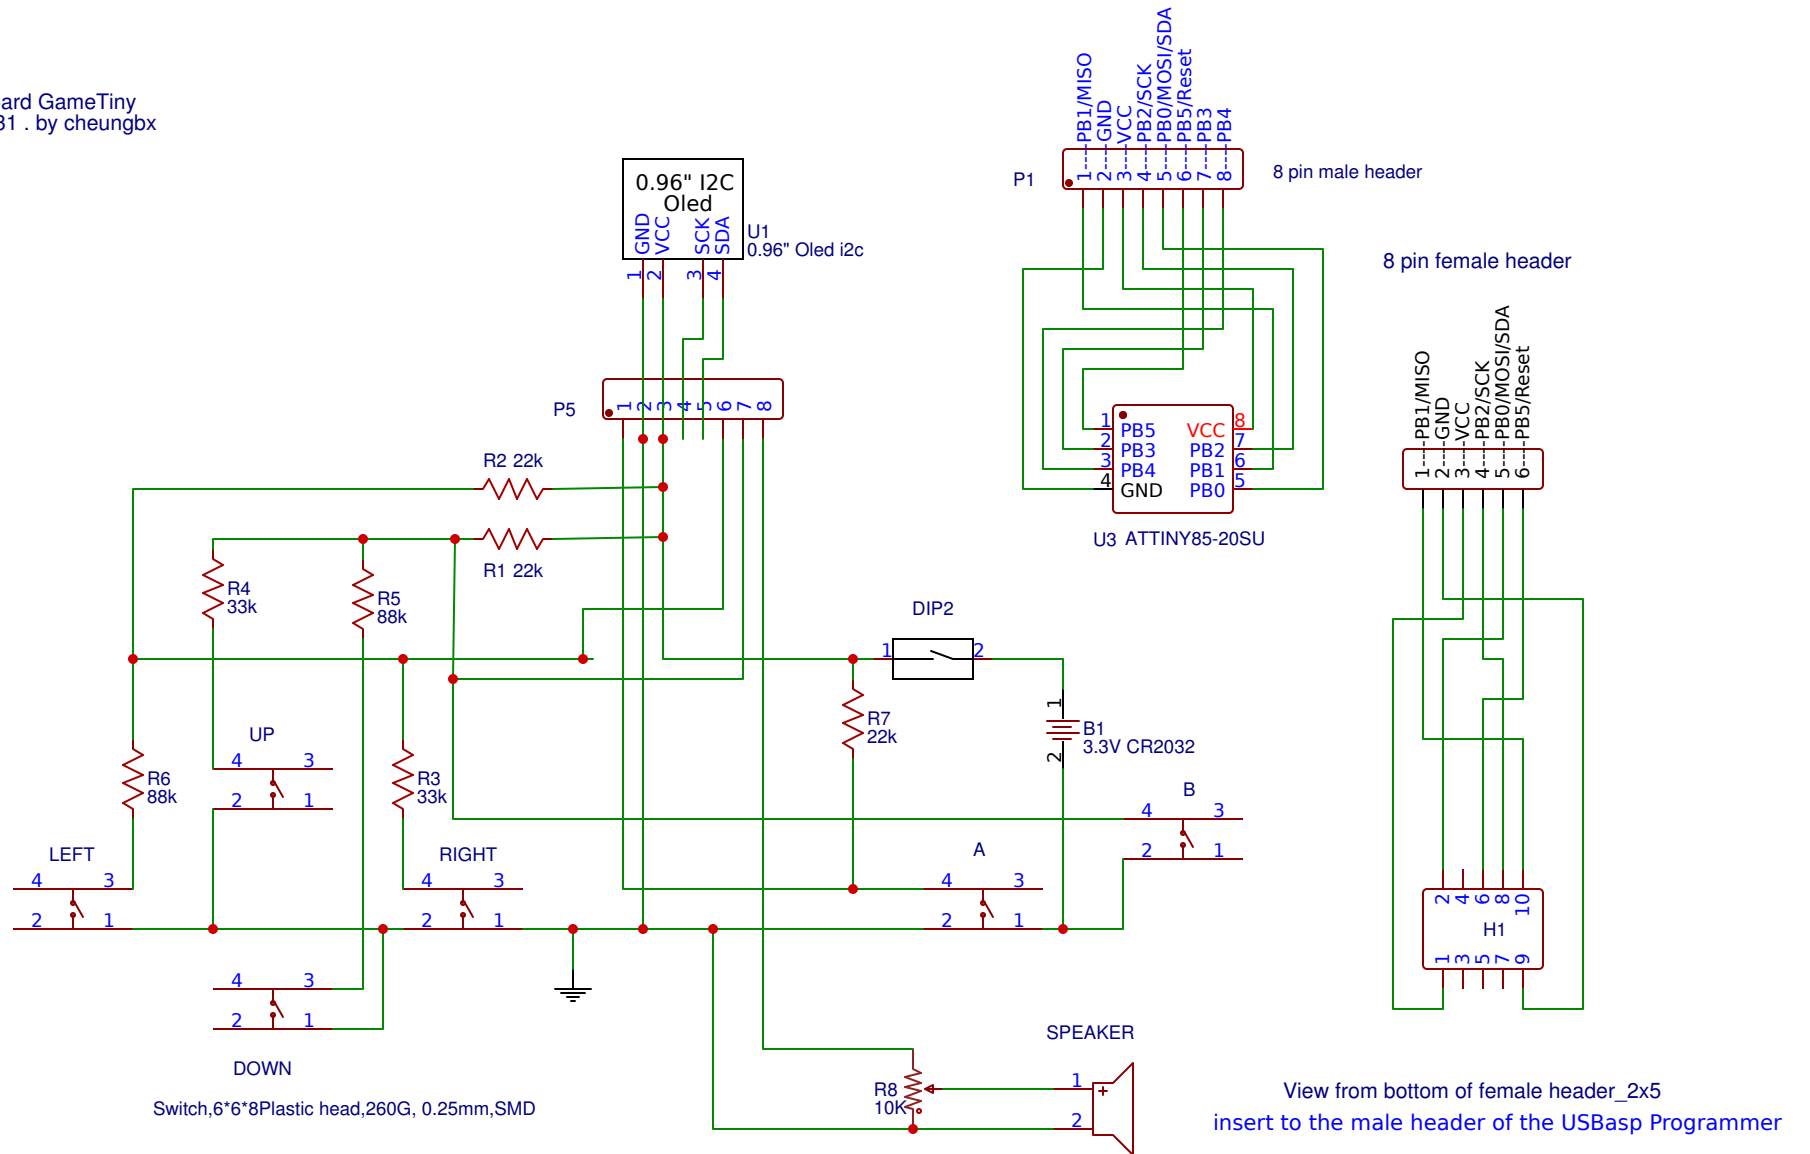 ard GameTiny
31 . by cheungbx
0.96" I2C
Oled
GND
VCC
SCK
SDA
1
2
3
4
U1
0.96" Oled i2c
P5
1
2
3
4
5
6
7
8
R2 22k
R1 22k
R4
33k
R5
88k
R6
88k
R3
33k
UP
4
3
2
1
LEFT
4
3
2
1
RIGHT
4
3
2
1
DOWN
4
3
2
1
Switch,6*6*8Plastic head,260G, 0.25mm,SMD
DIP2
1
2
R7
22k
1
2
B1
3.3V CR2032
A
4
3
2
1
B
4
3
2
1
SPEAKER
1
2
+
R8
10K
P1
1----PB1/MISO
2----GND
3---VCC
4----PB2/SCK
5----PB0/MOSI/SDA
6----PB5/Reset
7----PB3
8----PB4
8 pin male header
1
2
3
4
PB5
PB3
PB4
GND
VCC
PB2
PB1
PB0
8
7
6
5
U3 ATTINY85-20SU
8 pin female header
1----PB1/MISO
2----GND
3---VCC
4----PB2/SCK
5----PB0/MOSI/SDA
6----PB5/Reset
2
4
6
8
10
H1
1
3
5
7
9
View from bottom of female header_2x5
insert to the male header of the USBasp Programmer